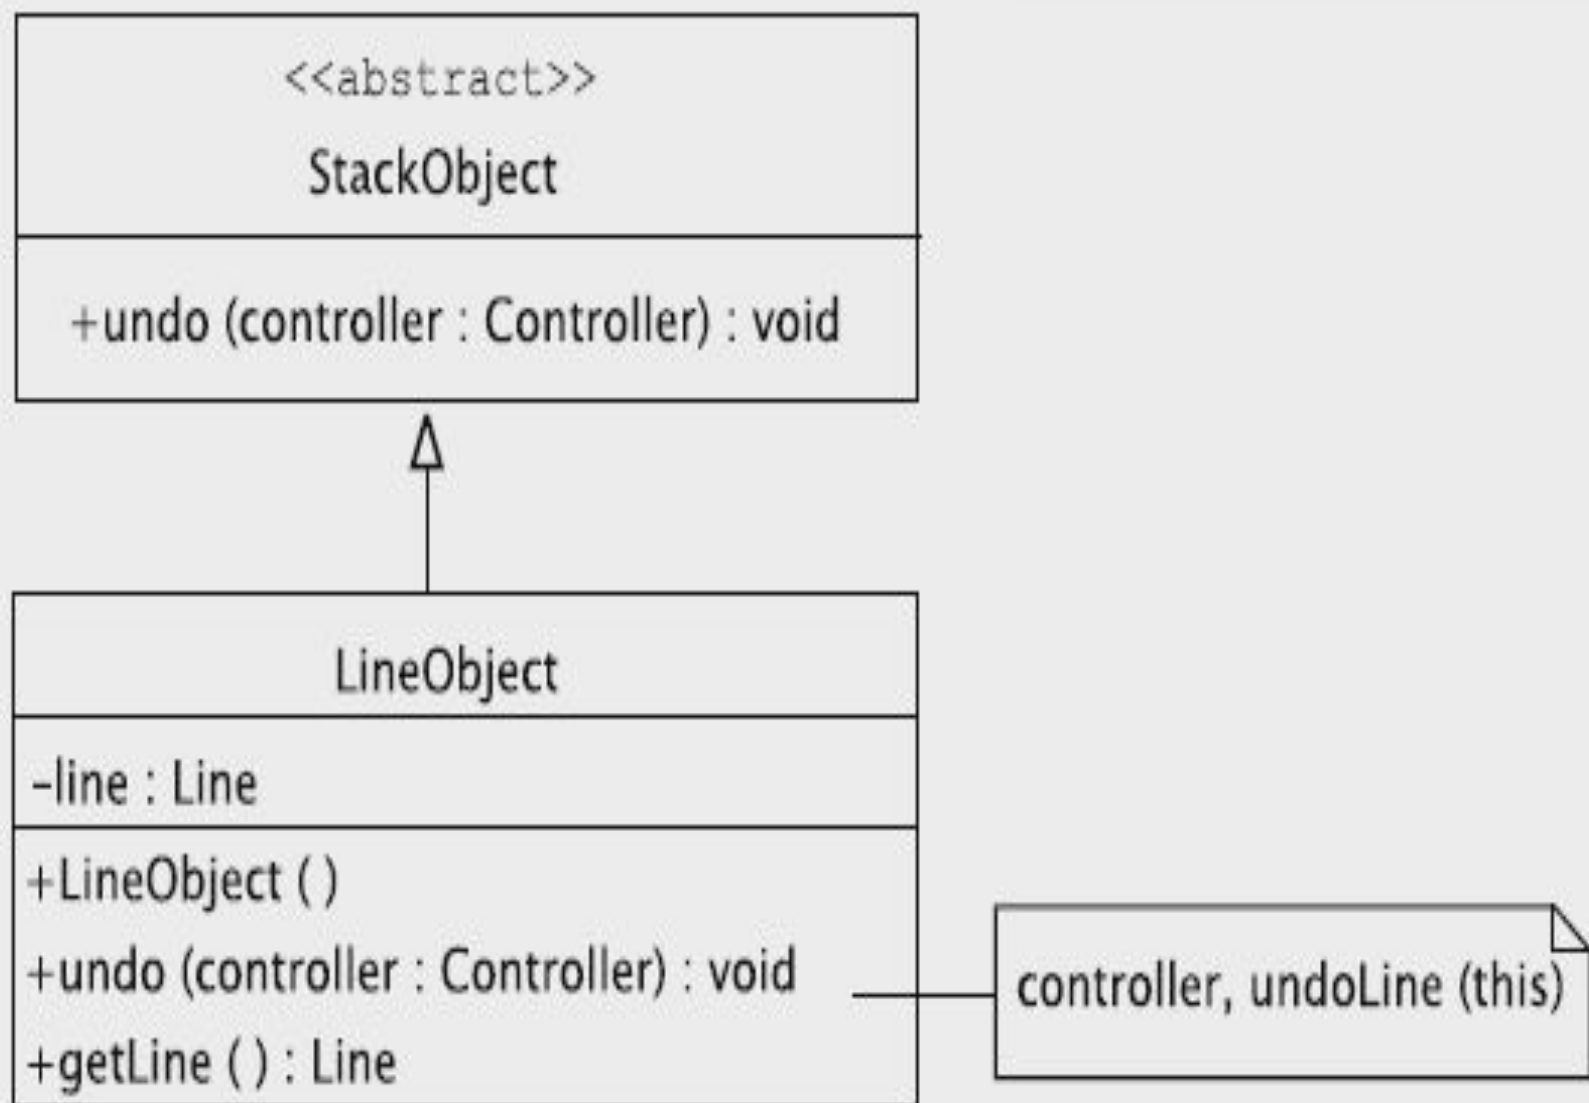 <<abstract>>
StackObject
+undo (controller : Controller) : void
LineObject
-line : Line
+LineObject ( )
+undo (controller : Controller) : void
+getLine ( ) : Line
controller, undoLine (this)